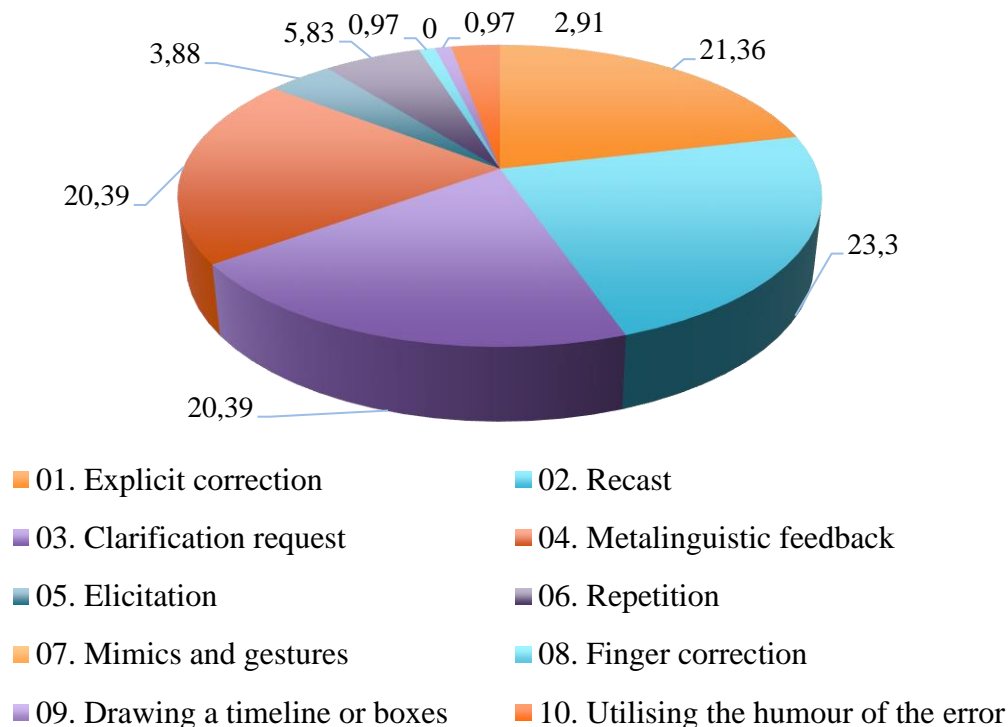 5,83 0,97 0 0,97 2,91
3,88 21,36
20,39 23,3
20,39
01. Explicit correction 02. Recast
03. Clarification request 04. Metalinguistic feedback
05. Elicitation 06. Repetition
07. Mimics and gestures 08. Finger correction
09. Drawing a timeline or boxes 10. Utilising the humour of the error